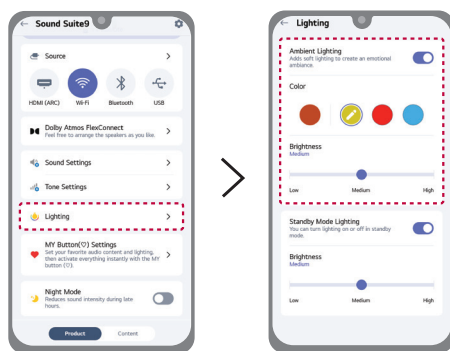 Sound Suite9
Source
HDMI (ARC)
Wi-Fi
Bluetooth
USB
Dolby Atmos FlexConnect
Feel free to arrange the speakers as you like.
Sound Settings
Tone Settings
Lighting
MY Button(♡) Settings
Set your favorite audio content and lighting,
then activate everything instantly with the MY
button (♡).
Night Mode
Reduces sound intensity during late
hours.
Product
Content
Lighting
Ambient Lighting
Adds soft lighting to create an emotional
ambiance.
Color
Brightness
Medium
Low
Medium
High
Standby Mode Lighting
You can turn lighting on or off in standby
mode.
Brightness
Medium
Low
Medium
High